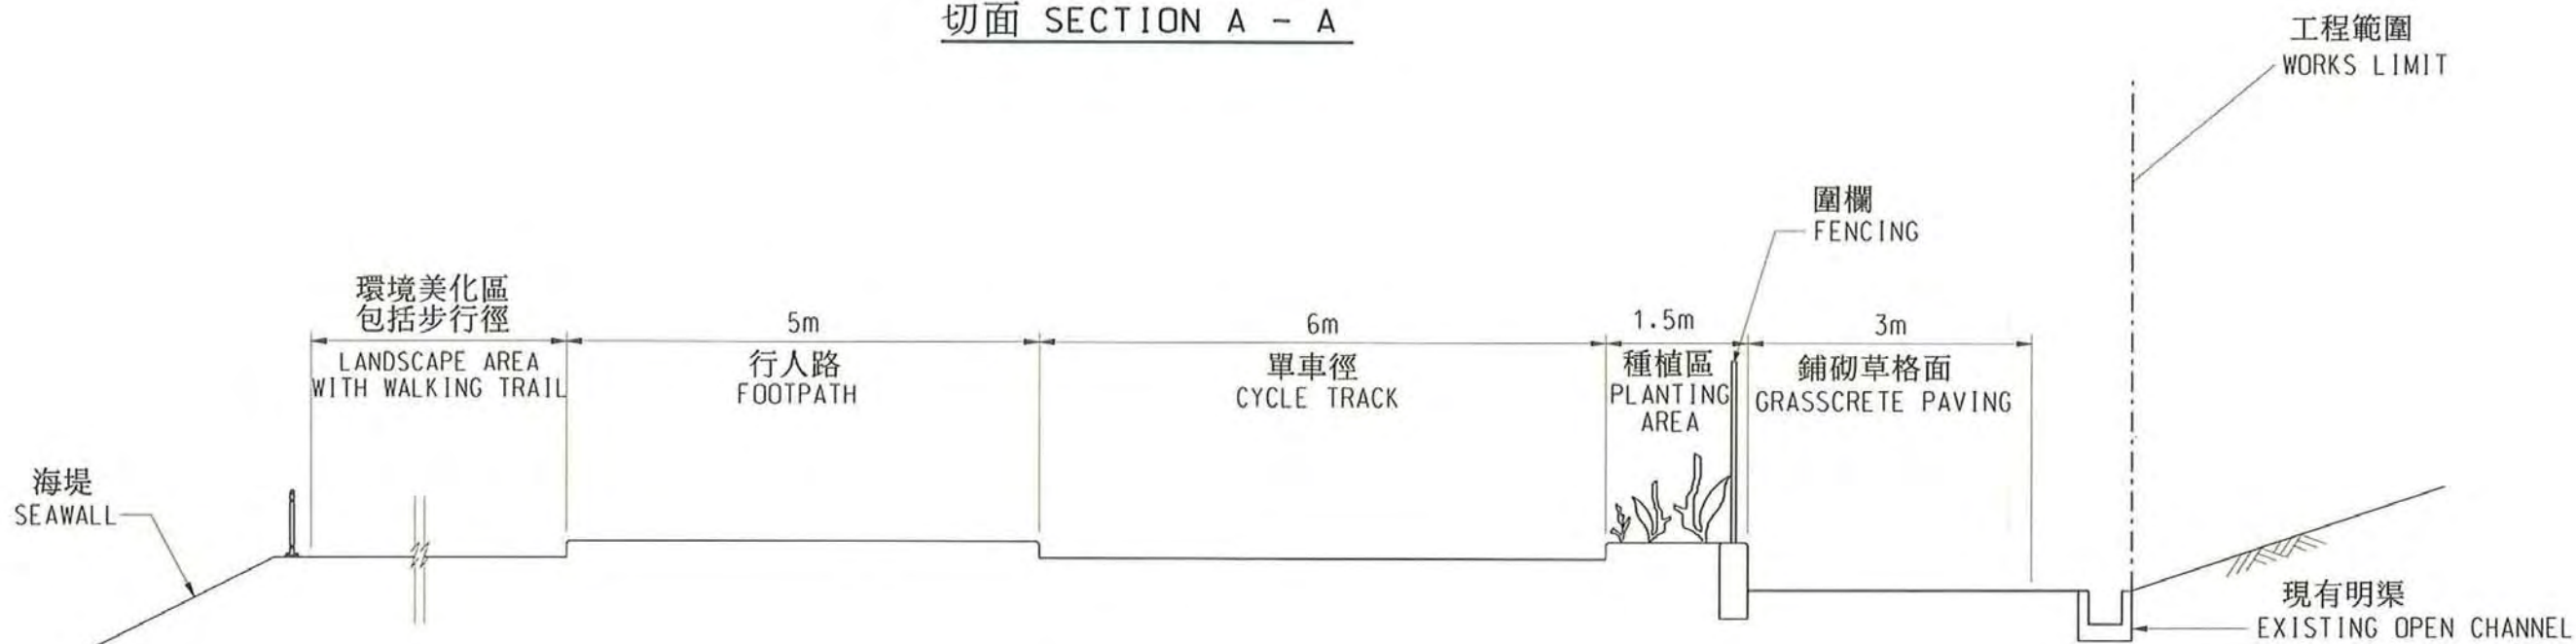 切面 SECTION A - A
工程範圍
WORKS LIMIT
圍欄
FENCING
環境美化區
包括步行徑
LANDSCAPE AREA
WITH WALKING TRAIL
5m
行人路
FOOTPATH
6m
單車徑
CYCLE TRACK
1.5m
種植區
PLANTING
AREA
3m
鋪砌草格面
GRASSCRETE PAVING
海堤
SEAWALL
現有明渠
EXISTING OPEN CHANNEL